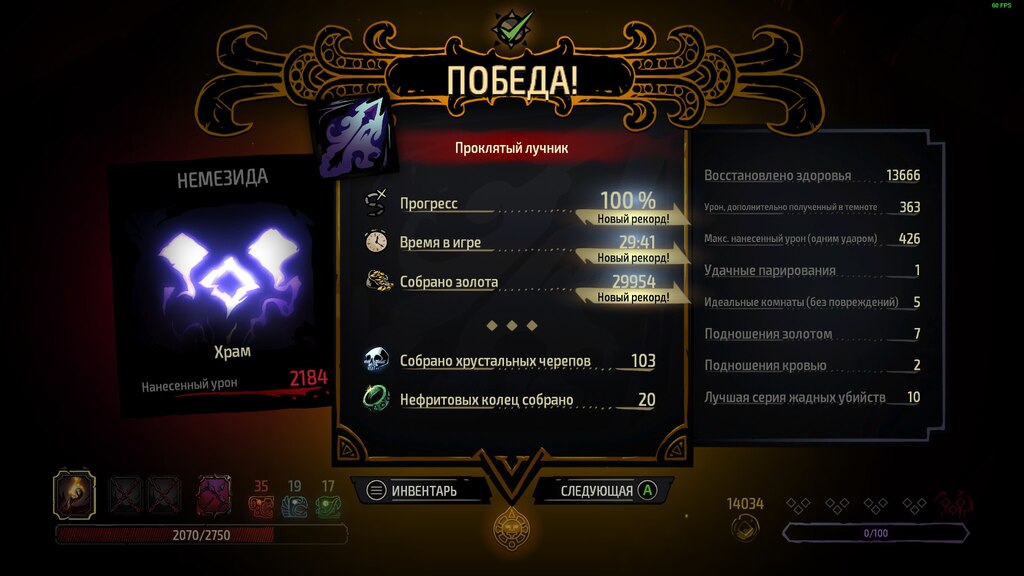 60 FPS
ПОБЕДА!
Проклятый лучник
НЕМЕЗИДА
Храм
Нанесенный урон 2184
Прогресс 100 %
Новый рекорд!
Время в игре 29:41
Новый рекорд!
Собрано золота 29954
Новый рекорд!
Собрано хрустальных черепов 103
Нефритовых колец собрано 20
Восстановлено здоровья 13666
Урон, дополнительно полученный в темноте 363
Макс. нанесенный урон (одним ударом) 426
Удачные парирования 1
Идеальные комнаты (без повреждений) 5
Подношения золотом 7
Подношения кровью 2
Лучшая серия жадных убийств 10
ИНВЕНТАРЬ
СЛЕДУЮЩАЯ A
35 19 17
2070/2750
14034
0/100